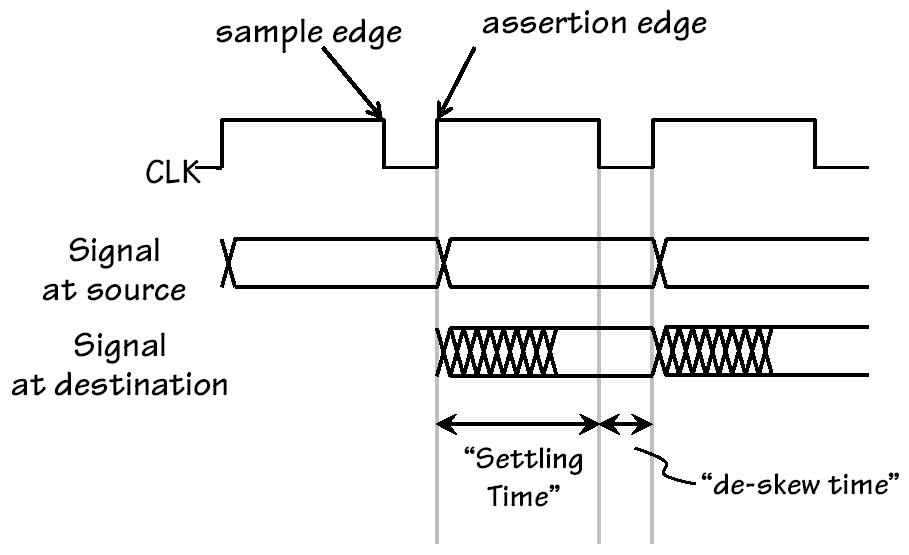 sample edge
assertion edge
CLK
Signal
at source
Signal
at destination
“Settling
Time”
“de-skew time”